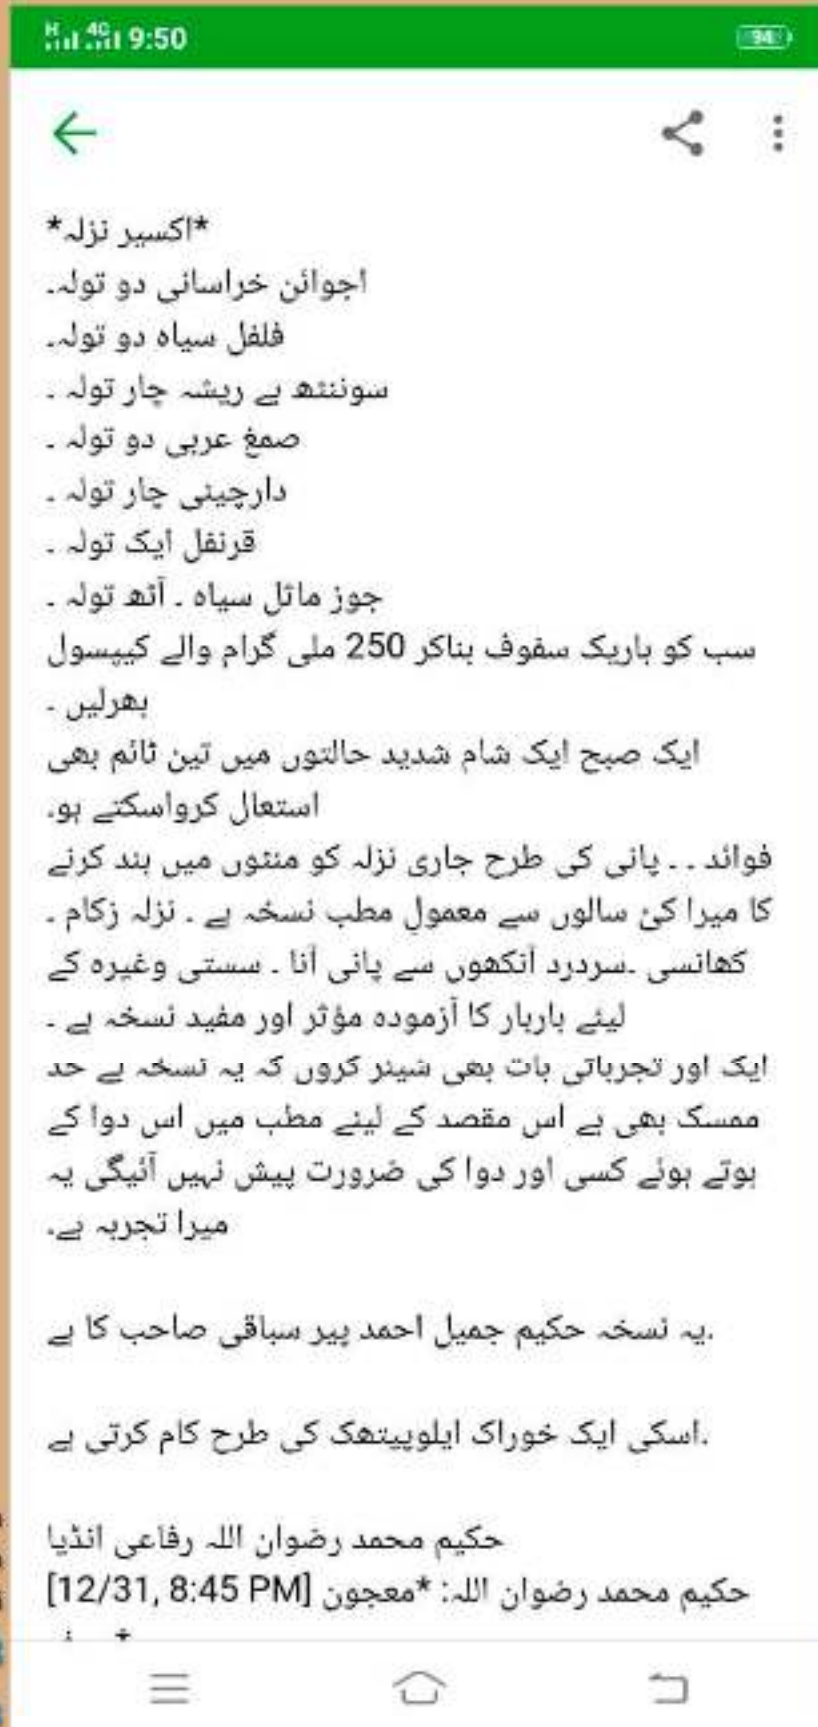 H 4G 9:50 94
*اکسیر نزلہ*
اجوائن خراسانی دو تولہ۔
فلفل سیاہ دو تولہ۔
سوننٹھ بے ریشہ چار تولہ ۔
صمغ عربی دو تولہ ۔
دارچینی چار تولہ ۔
قرنفل ایک تولہ ۔
جوز ماثل سیاہ ۔ آٹھ تولہ ۔
سب کو باریک سفوف بناکر 250 ملی گرام والے کیپسول
بھرلیں ۔
ایک صبح ایک شام شدید حالتوں میں تین ٹائم بھی
استعال کرواسکتے ہو۔
فوائد ۔ ۔ پانی کی طرح جاری نزلہ کو منٹوں میں بند کرنے
کا میرا کئ سالوں سے معمول مطب نسخہ ہے ۔ نزلہ زکام ۔
کھانسی ۔سردرد آنکھوں سے پانی آنا ۔ سستی وغیرہ کے
لیئے باربار کا آزمودہ مؤثر اور مفید نسخہ ہے ۔
ایک اور تجرباتی بات بھی شیئر کروں کہ یہ نسخہ بے حد
ممسک بھی ہے اس مقصد کے لیئے مطب میں اس دوا کے
ہوتے ہوئے کسی اور دوا کی ضرورت پیش نہیں آئیگی یہ
میرا تجربہ ہے۔
.یہ نسخہ حکیم جمیل احمد پیر سباقی صاحب کا ہے
.اسکی ایک خوراک ایلوپیتھک کی طرح کام کرتی ہے
حکیم محمد رضوان اللہ رفاعی انڈیا
[12/31, 8:45 PM] حکیم محمد رضوان اللہ: *معجون